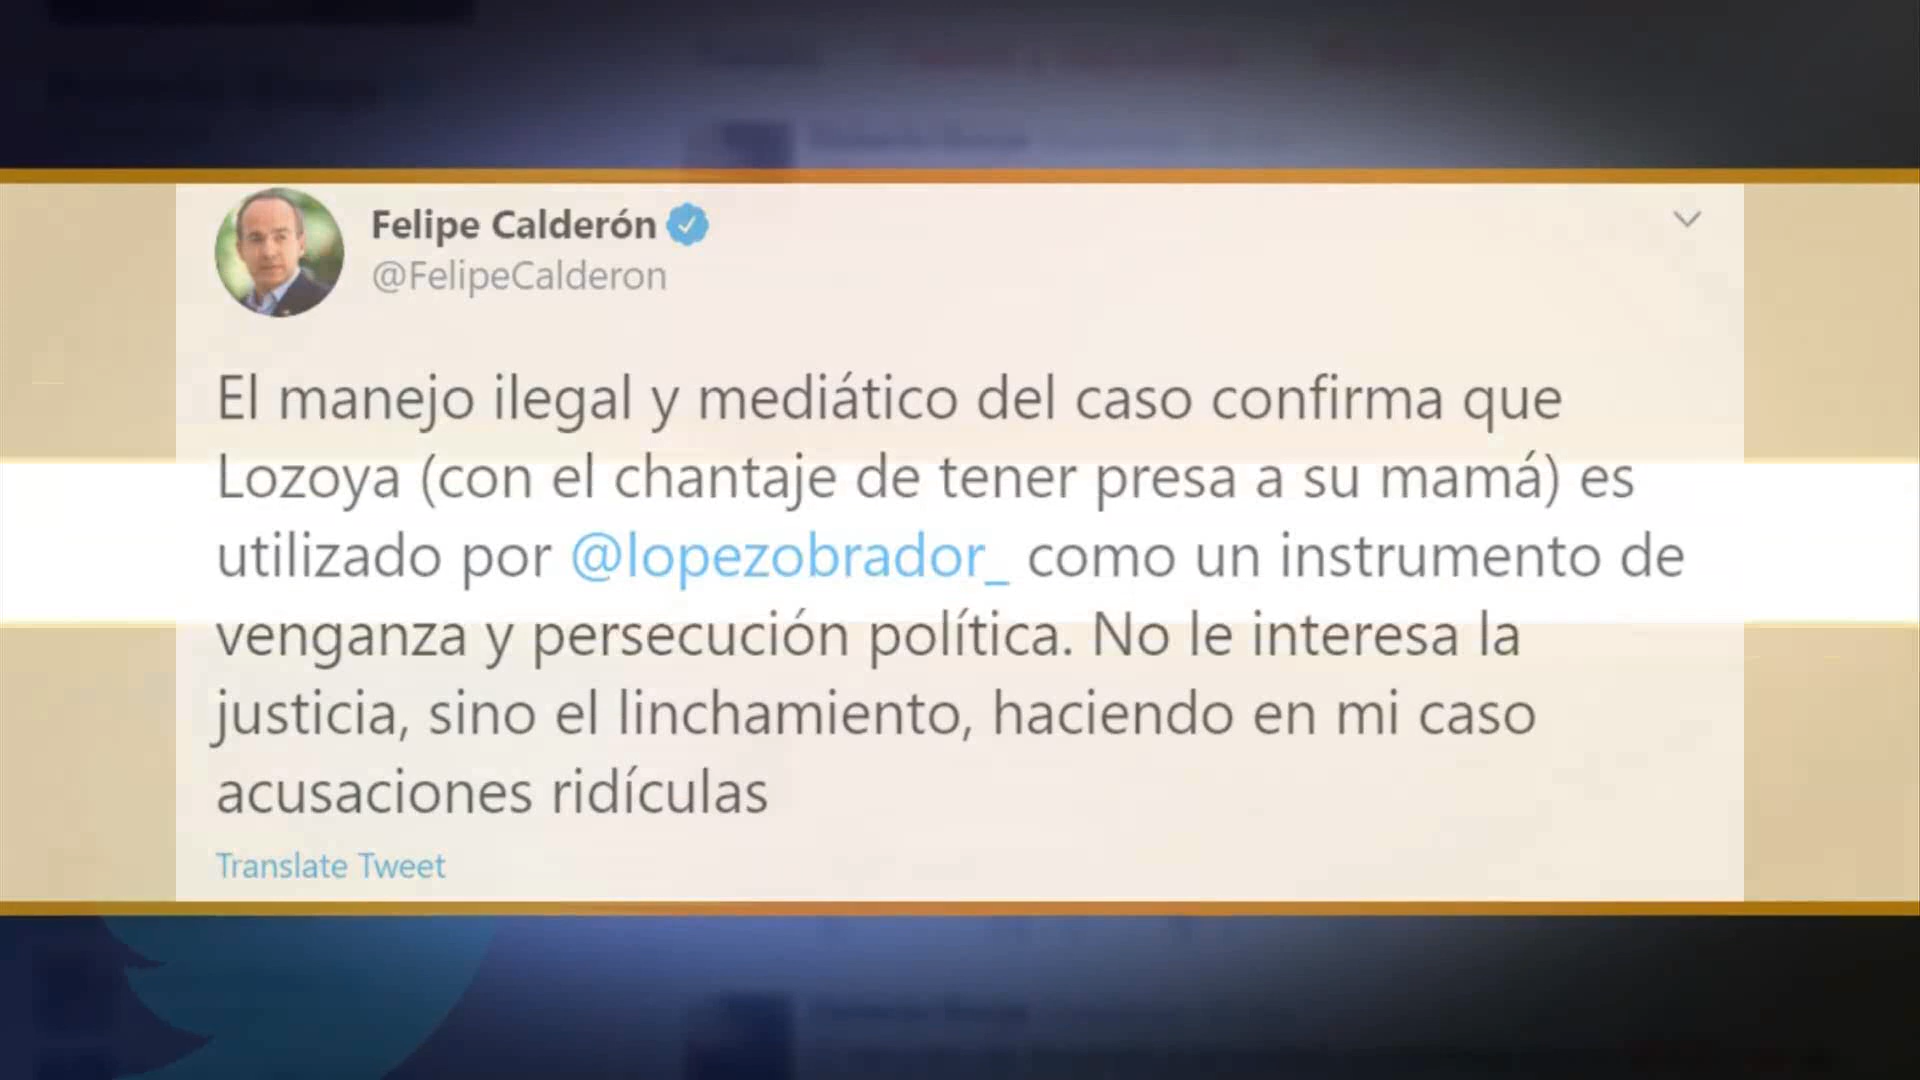 Felipe Calderón
@FelipeCalderon
El manejo ilegal y mediático del caso confirma que
Lozoya (con el chantaje de tener presa a su mamá) es
utilizado por @lopezobrador_ como un instrumento de
venganza y persecución política. No le interesa la
justicia, sino el linchamiento, haciendo en mi caso
acusaciones ridículas
Translate Tweet